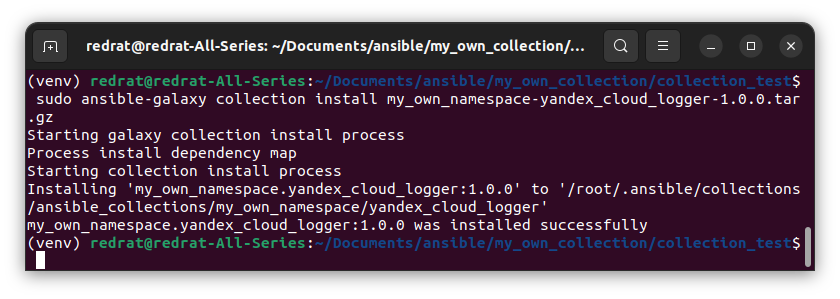 redrat@redrat-All-Series: ~/Documents/ansible/my_own_collection/...
(venv) redrat@redrat-All-Series:~/Documents/ansible/my_own_collection/collection_test$
sudo ansible-galaxy collection install my_own_namespace-yandex_cloud_logger-1.0.0.tar
.gz
Starting galaxy collection install process
Process install dependency map
Starting collection install process
Installing 'my_own_namespace.yandex_cloud_logger:1.0.0' to '/root/.ansible/collections
/ansible_collections/my_own_namespace/yandex_cloud_logger'
my_own_namespace.yandex_cloud_logger:1.0.0 was installed successfully
(venv) redrat@redrat-All-Series:~/Documents/ansible/my_own_collection/collection_test$